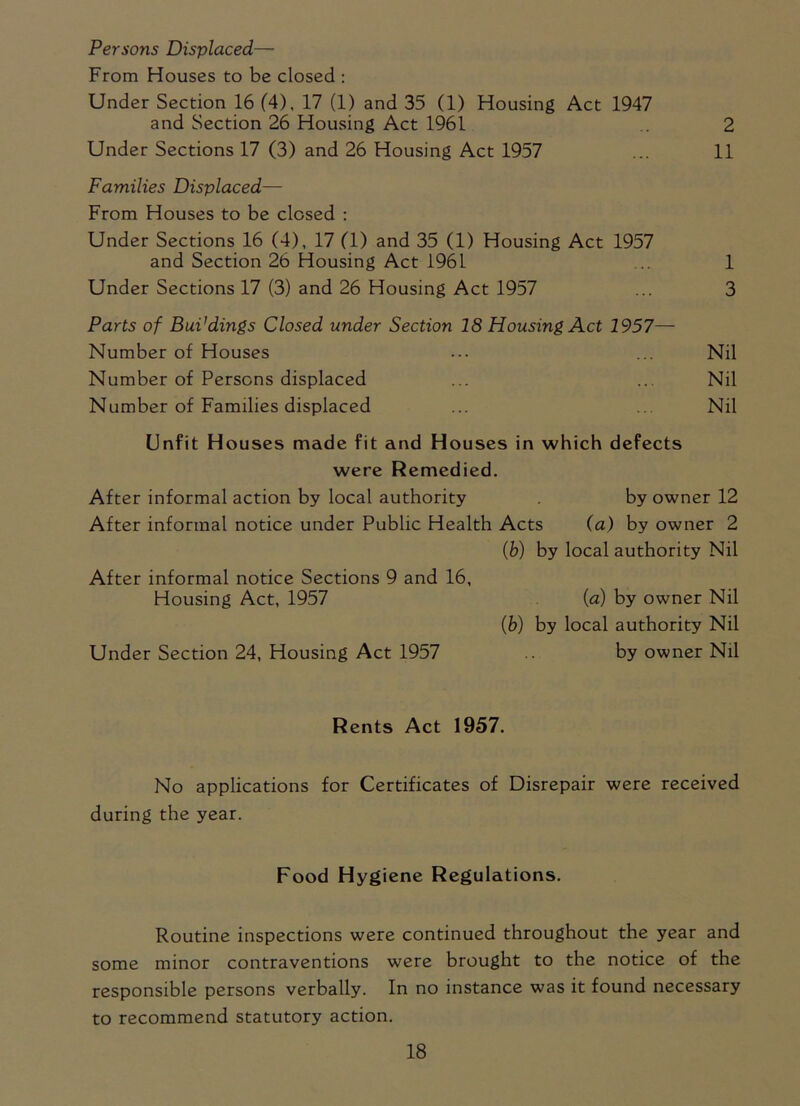 Persons Displaced—
From Houses to be closed :
Under Section 16 (4), 17 (1) and 35 (1) Housing Act 1947
and Section 26 Housing Act 1961 .. 2
Under Sections 17 (3) and 26 Housing Act 1957 ... 11
Families Displaced—
From Houses to be closed :
Under Sections 16 (4), 17 (1) and 35 (1) Housing Act 1957
and Section 26 Housing Act 1961 ... 1
Under Sections 17 (3) and 26 Housing Act 1957 ... 3
Parts of Bui'dings Closed under Section 18 Housing Act 1957—
Number of Houses ... ... Nil
Number of Persons displaced ... ... Nil
Number of Families displaced ... ... Nil
Unfit Houses made fit and Houses in which defects
were Remedied.
After informal action by local authority . by owner 12
After informal notice under Public Health Acts (a) by owner 2
(b) by local authority Nil
After informal notice Sections 9 and 16,
Housing Act, 1957 (a) by owner Nil
(b) by local authority Nil
Under Section 24, Housing Act 1957 .. by owner Nil
Rents Act 1957.
No applications for Certificates of Disrepair were received
during the year.
Food Hygiene Regulations.
Routine inspections were continued throughout the year and
some minor contraventions were brought to the notice of the
responsible persons verbally. In no instance was it found necessary
to recommend statutory action.
18